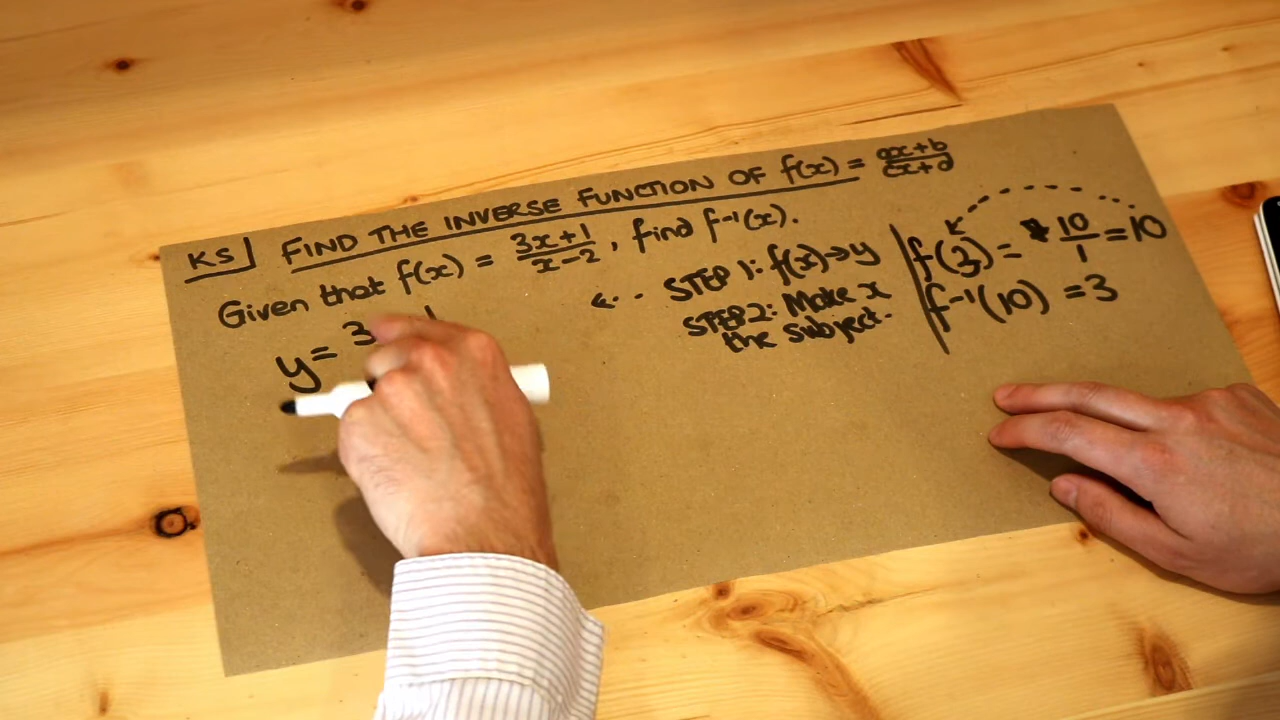 K5 FIND THE INVERSE FUNCTION OF f(x) = ax+b/cx+d
Given that f(x) = 3x+1/x-2, find f⁻¹(x).
y = 3
STEP 1: f(x)→y
STEP 2: Make x
the subject.
f(3) = 10/1 = 10
f⁻¹(10) = 3